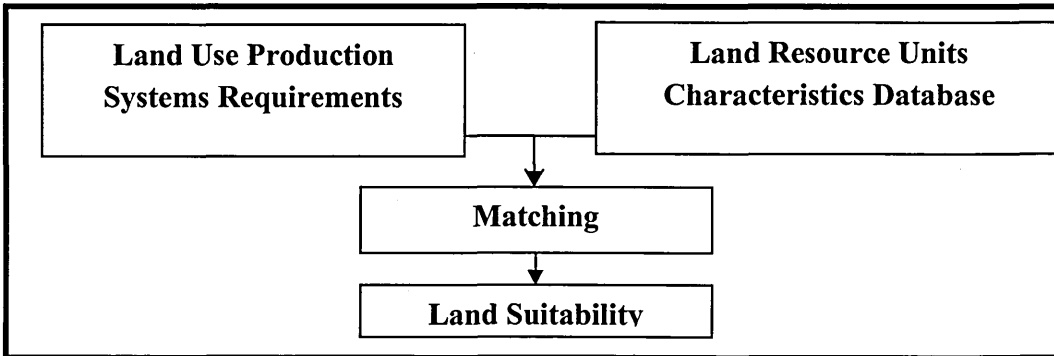 Land Use Production
Systems Requirements
Land Resource Units
Characteristics Database
Matching
Land Suitability